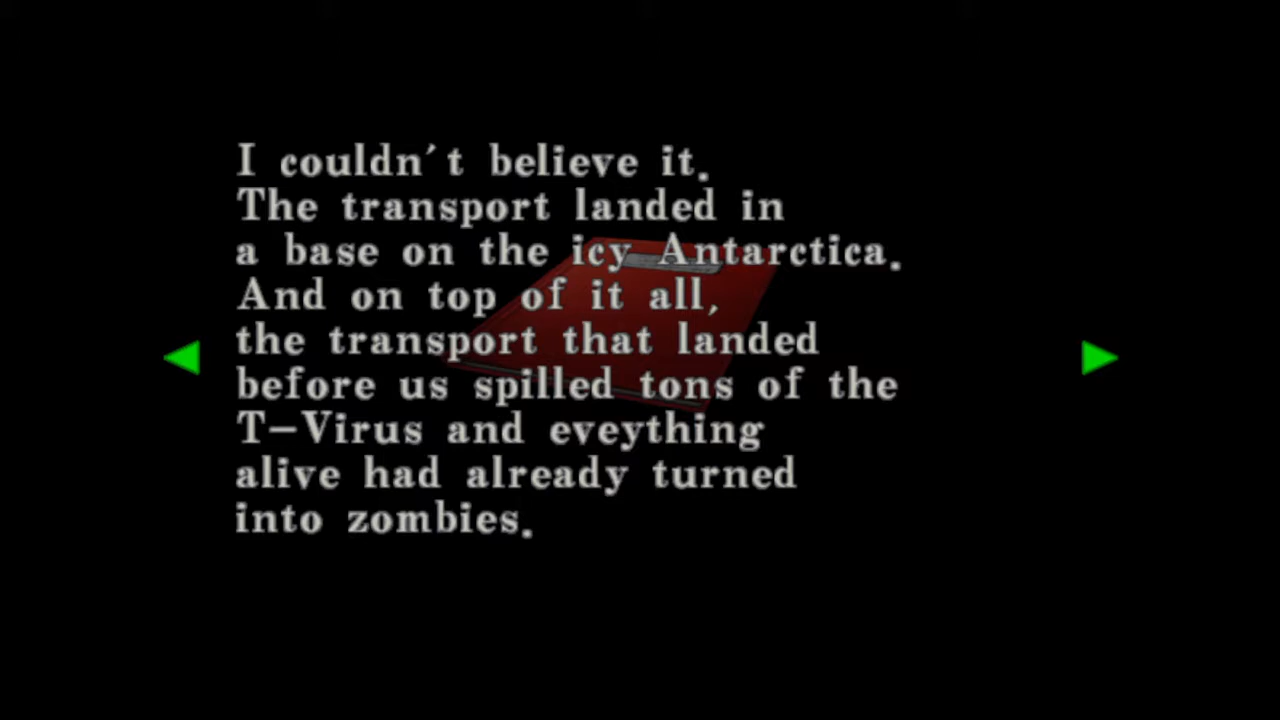 I couldn´t believe it.
The transport landed in
a base on the icy Antarctica.
And on top of it all,
the transport that landed
before us spilled tons of the
T–Virus and eveything
alive had already turned
into zombies.